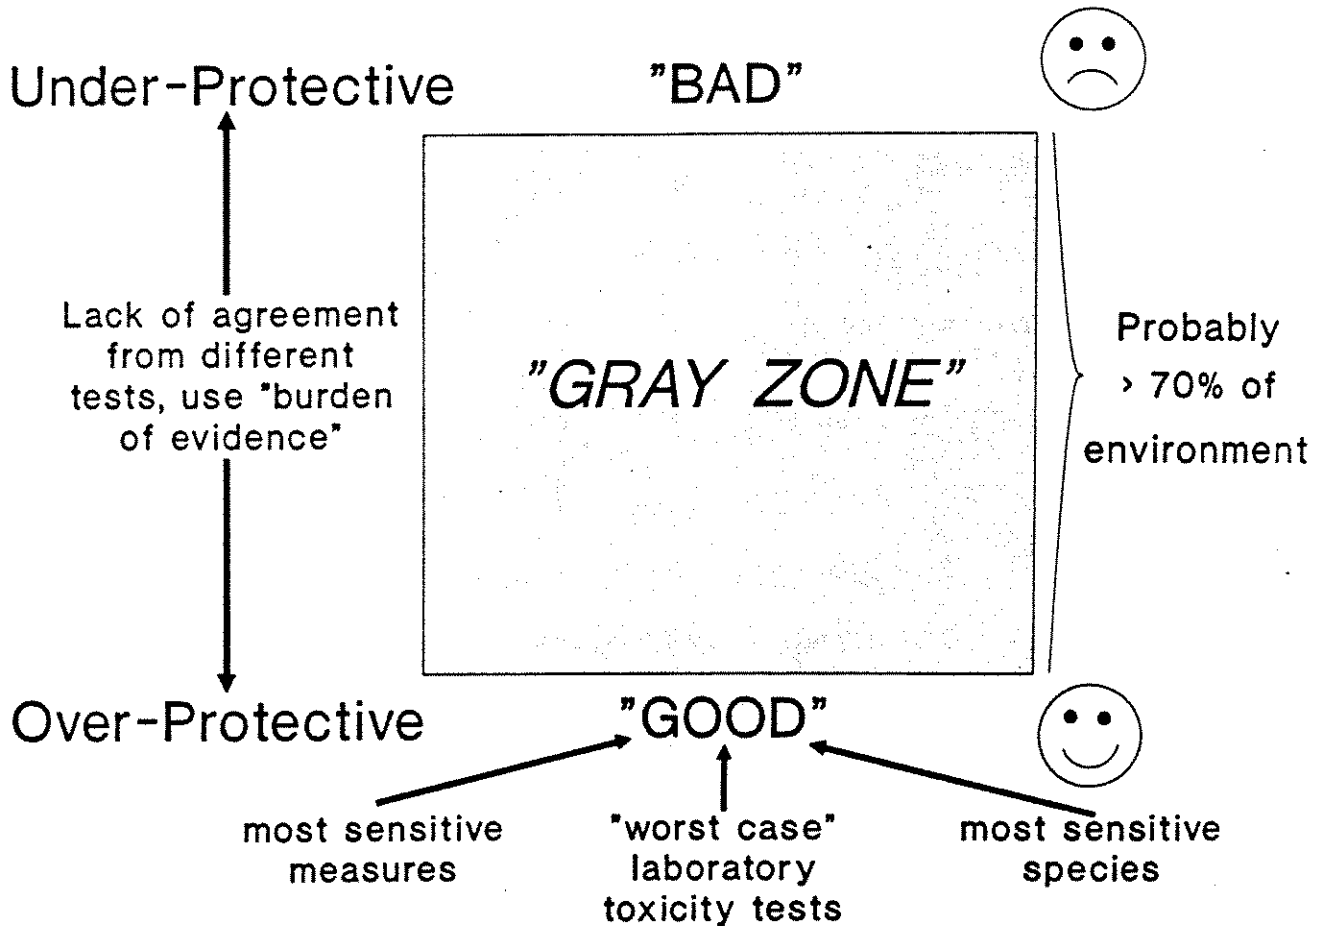 Under-Protective
"BAD"
Lack of agreement
from different
tests, use "burden
of evidence"
"GRAY ZONE"
Probably
> 70% of
environment
Over-Protective
"GOOD"
most sensitive
measures
"worst case"
laboratory
toxicity tests
most sensitive
species